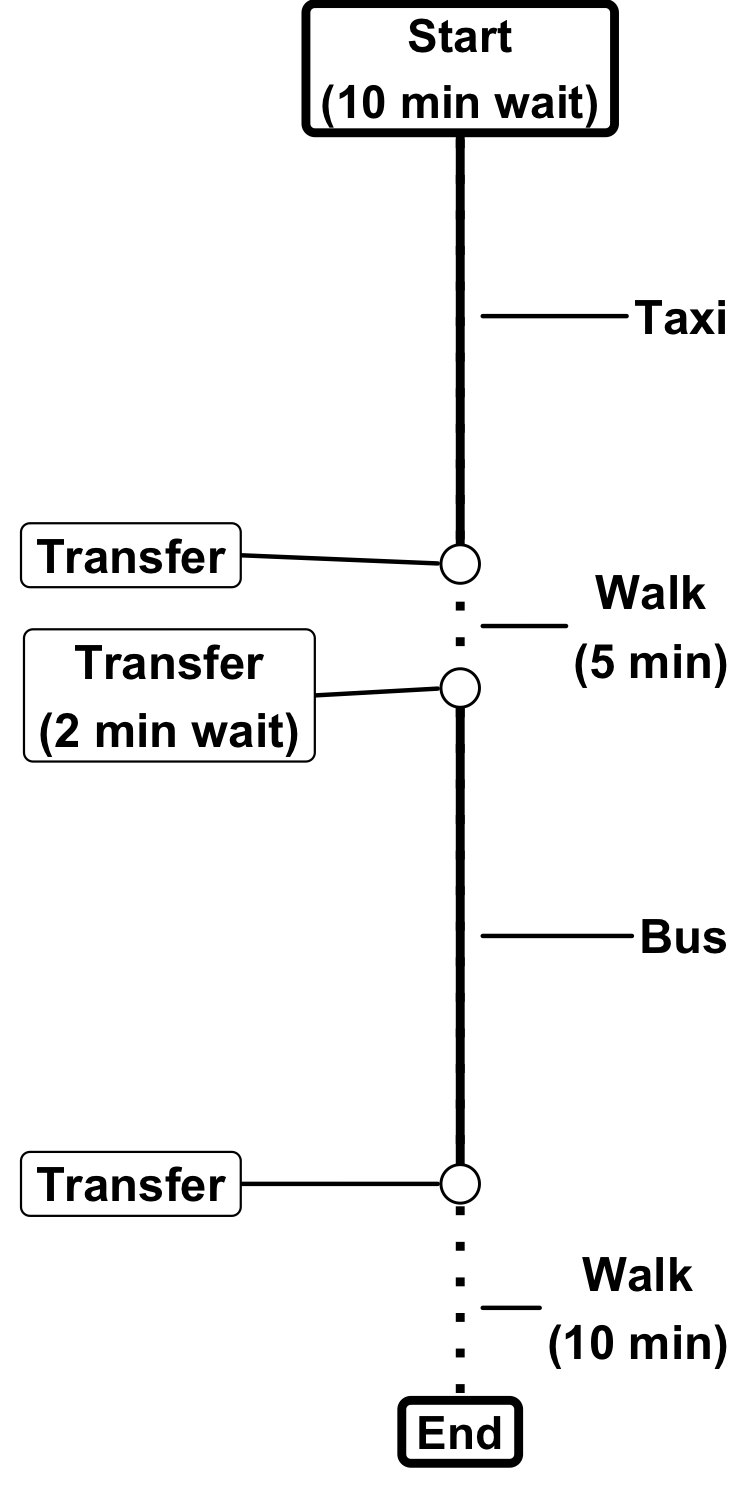 Start
(10 min wait)
Taxi
Transfer
Walk
(5 min)
Transfer
(2 min wait)
Bus
Transfer
Walk
(10 min)
End